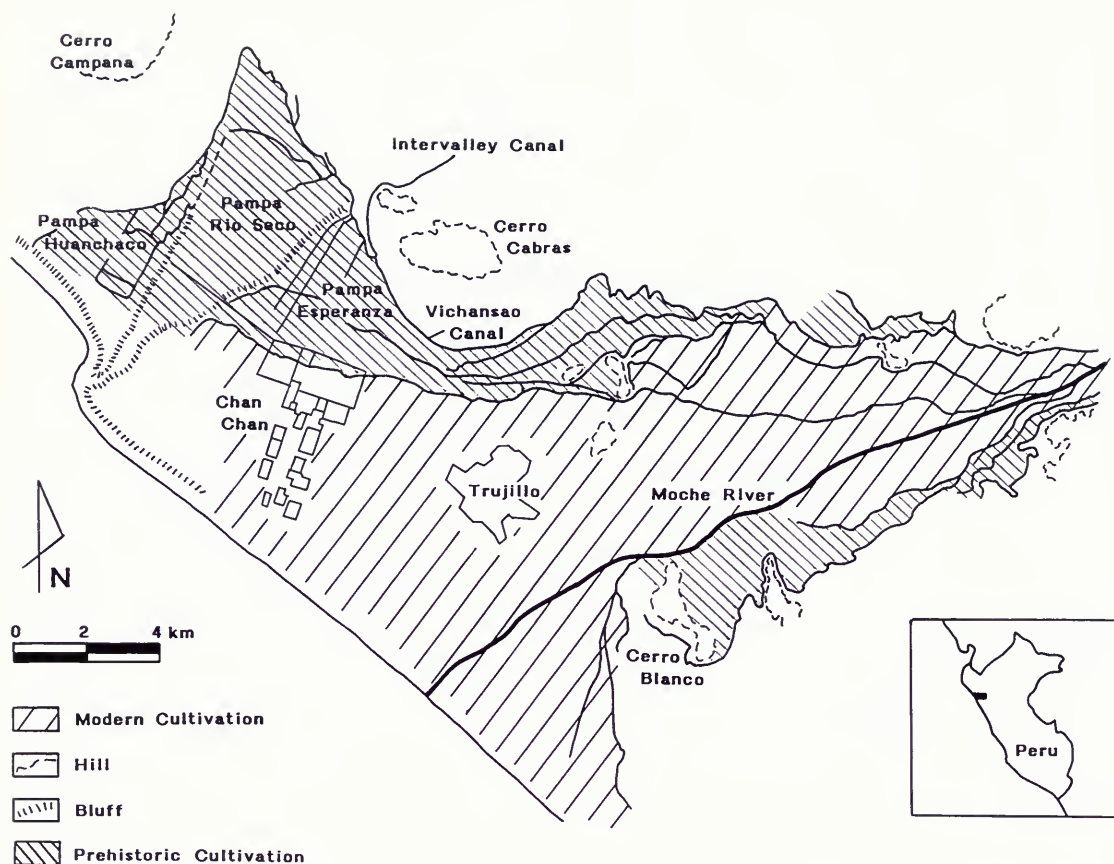 Cerro
Campana
Intervalley Canal
Pampa
Rio Seco
Cerro
Cabras
Pampa
Huanchaco
Pampa
Esperanza
Vichansao
Canal
Chan
Chan
Trujillo
Moche River
N
0 2 4 km
Cerro
Blanco
Modern Cultivation
Hill
Bluff
Prehistoric Cultivation
Peru